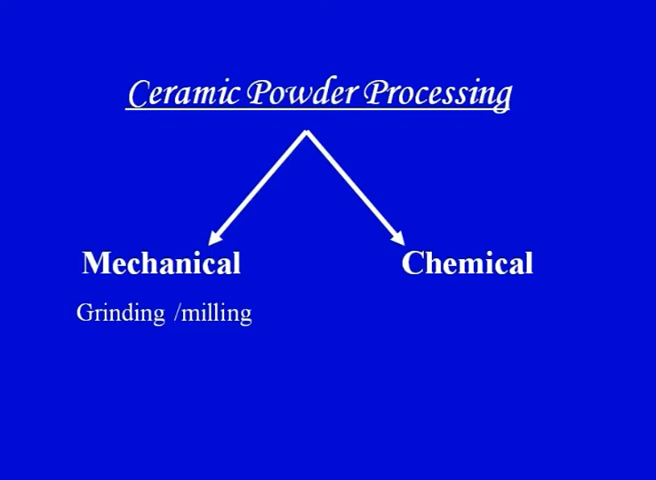 Ceramic Powder Processing
Mechanical Chemical
Grinding /milling